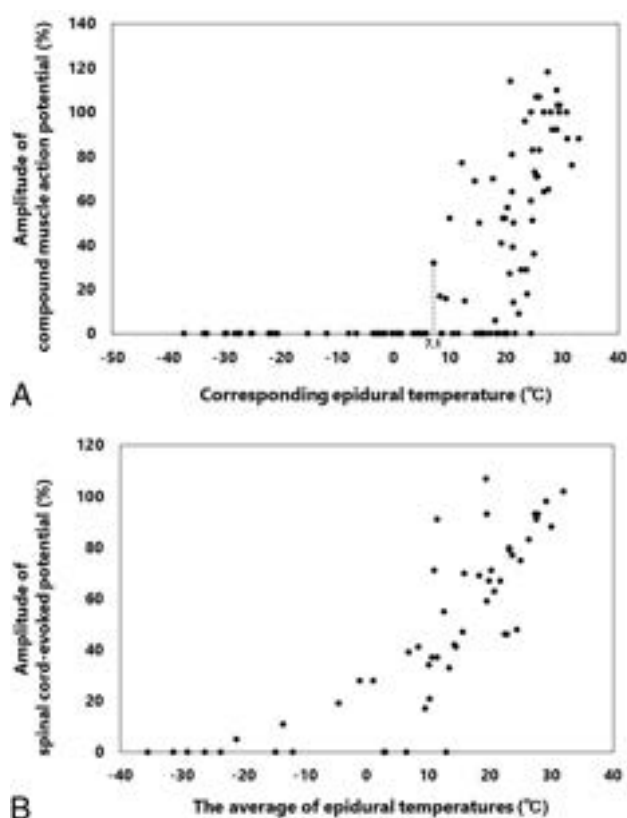 140
120
100
80
60
40
20
0
Amplitude of
compound muscle action potential (%)
-50 -40 -30 -20 -10 0 10 20 30 40
7.1
Corresponding epidural temperature (℃)
A
120
100
80
60
40
20
0
Amplitude of
spinal cord-evoked potential (%)
-40 -30 -20 -10 0 10 20 30 40
The average of epidural temperatures (℃)
B